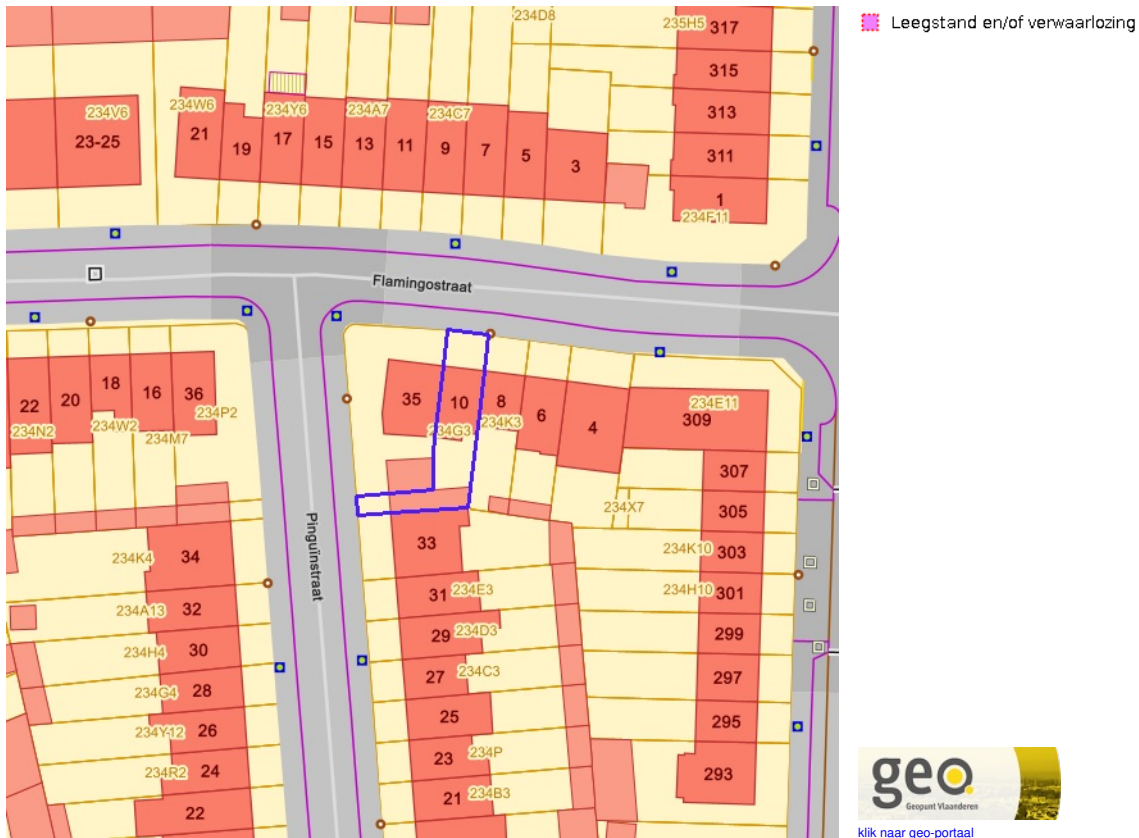 234D8
235H5
317
Leegstand en/of verwaarlozing
315
234V6
234W6
234Y6
234A7
234C7
313
23-25
21
19
17
15
13
11
9
7
5
3
311
1
234F11
Flamingostraat
22
20
18
16
36
234P2
234N2
234W2
234M7
35
10
8
6
4
234G3
234K3
234E11
309
307
305
234X7
Pinguïnstraat
33
234K10
303
34
234K4
31
234E3
234H10
301
32
234A13
29
234D3
299
30
234H4
27
234C3
297
28
234G4
25
295
26
234Y12
23
234P
24
234R2
293
21
234B3
22
geo.
Geopunt Vlaanderen
klik naar geo-portaal